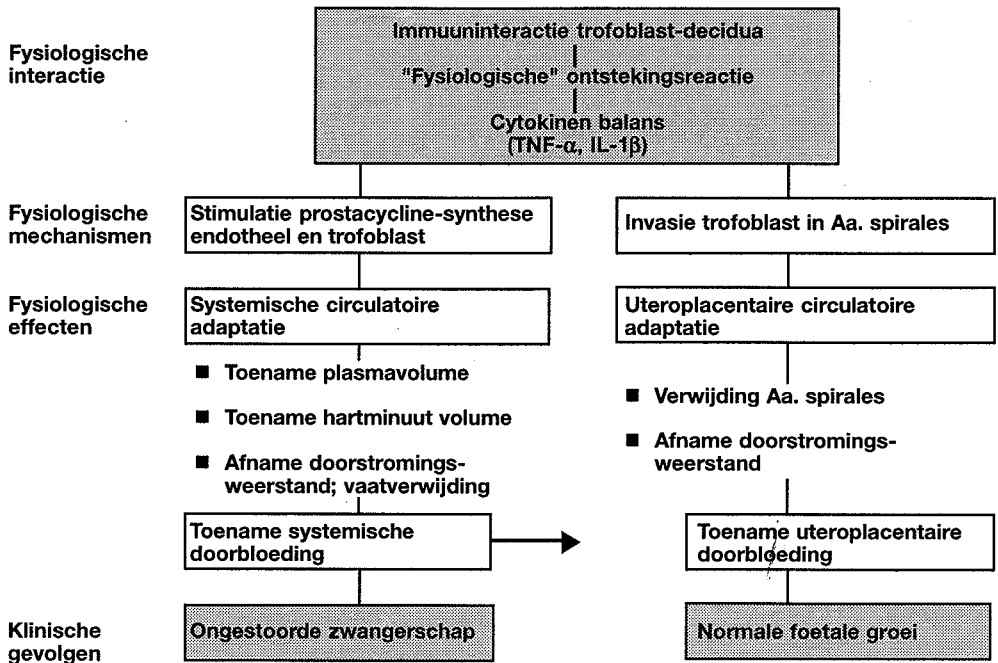 Fysiologische
interactie
Immuuninteractie trofoblast-decidua
"Fysiologische" ontstekingsreactie
Cytokinen balans
(TNF-α, IL-1β)
Fysiologische
mechanismen
Stimulatie prostacycline-synthese
endotheel en trofoblast
Invasie trofoblast in Aa. spirales
Fysiologische
effecten
Systemische circulatoire
adaptatie
Uteroplacentaire circulatoire
adaptatie
■ Toename plasmavolume
■ Toename hartminuut volume
■ Afname doorstromings-
weerstand; vaatverwijding
■ Verwijding Aa. spirales
■ Afname doorstromings-
weerstand
Toename systemische
doorbloeding
Toename uteroplacentaire
doorbloeding
Klinische
gevolgen
Ongestoorde zwangerschap
Normale foetale groei